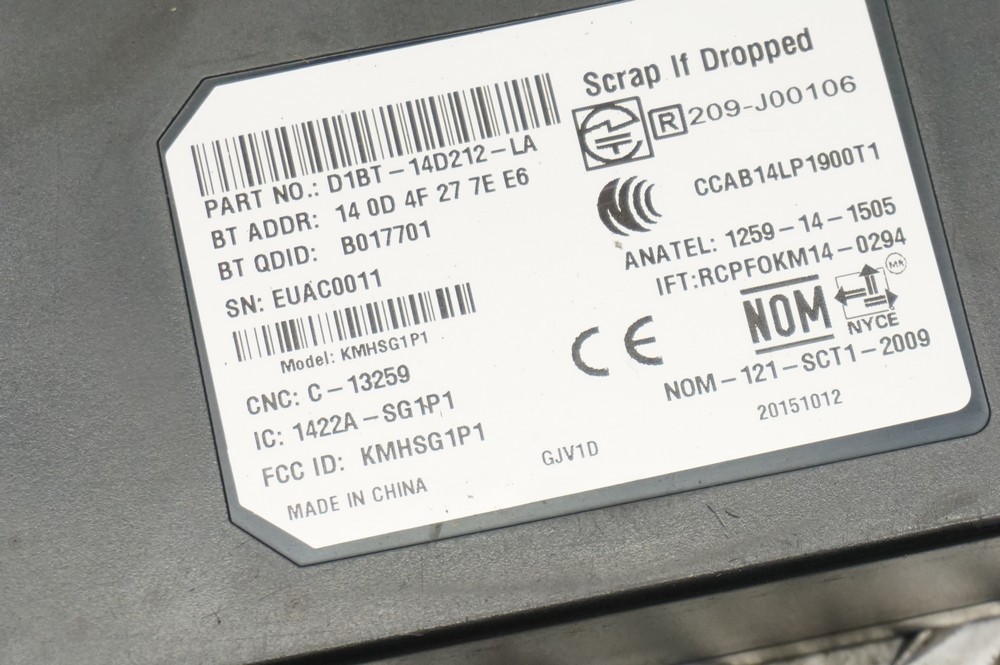 PART NO.: D1BT-14D212-LA
BT ADDR: 14 0D 4F 27 7E E6
BT QDID: B017701
SN: EUAC0011
Model: KMHSG1P1
CNC: C-13259
IC: 1422A-SG1P1
FCC ID: KMHSG1P1
MADE IN CHINA
GJV1D
Scrap If Dropped
R 209-J00106
CCAB14LP1900T1
ANATEL: 1259-14-1505
IFT:RCPFOKM14-0294
CE
NOM
NYCE
MR
NOM-121-SCT1-2009
20151012